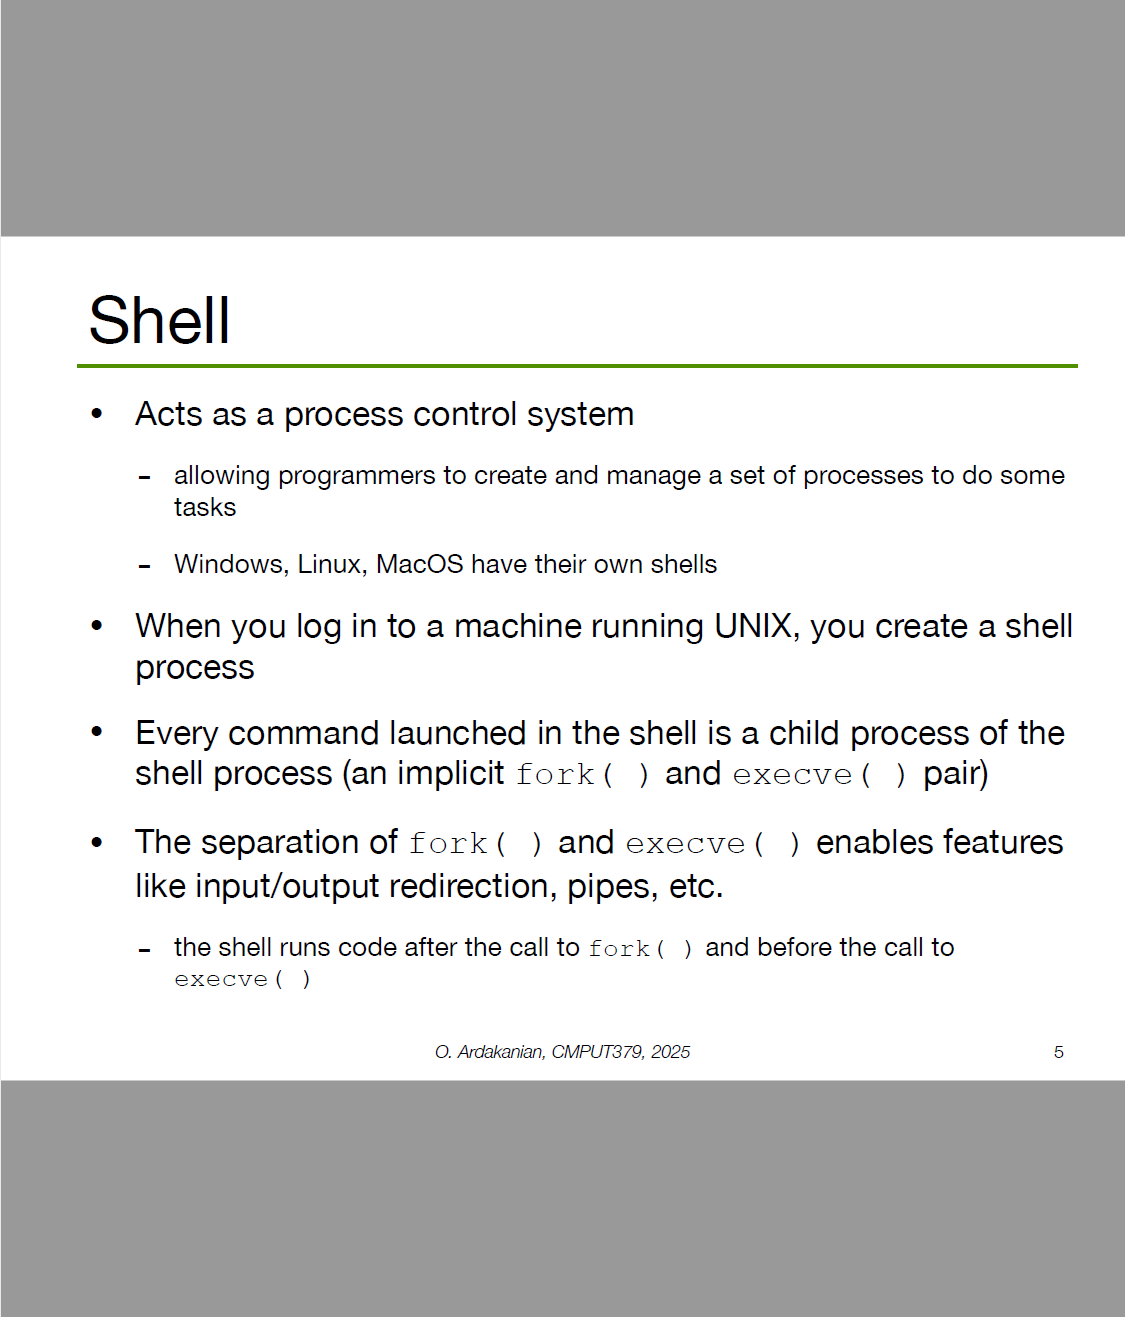 Shell
• Acts as a process control system
- allowing programmers to create and manage a set of processes to do some
tasks
- Windows, Linux, MacOS have their own shells
• When you log in to a machine running UNIX, you create a shell
process
• Every command launched in the shell is a child process of the
shell process (an implicit fork( ) and execve( ) pair)
• The separation of fork( ) and execve( ) enables features
like input/output redirection, pipes, etc.
- the shell runs code after the call to fork( ) and before the call to
execve( )
O. Ardakanian, CMPUT379, 2025
5